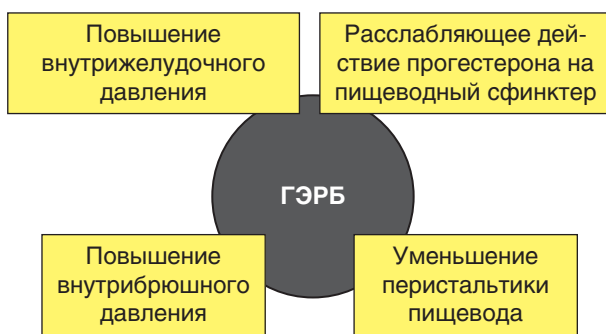 Повышение
внутрижелудочного
давления
Расслабляющее дей-
ствие прогестерона на
пищеводный сфинктер
ГЭРБ
Повышение
внутрибрюшного
давления
Уменьшение
перистальтики
пищевода